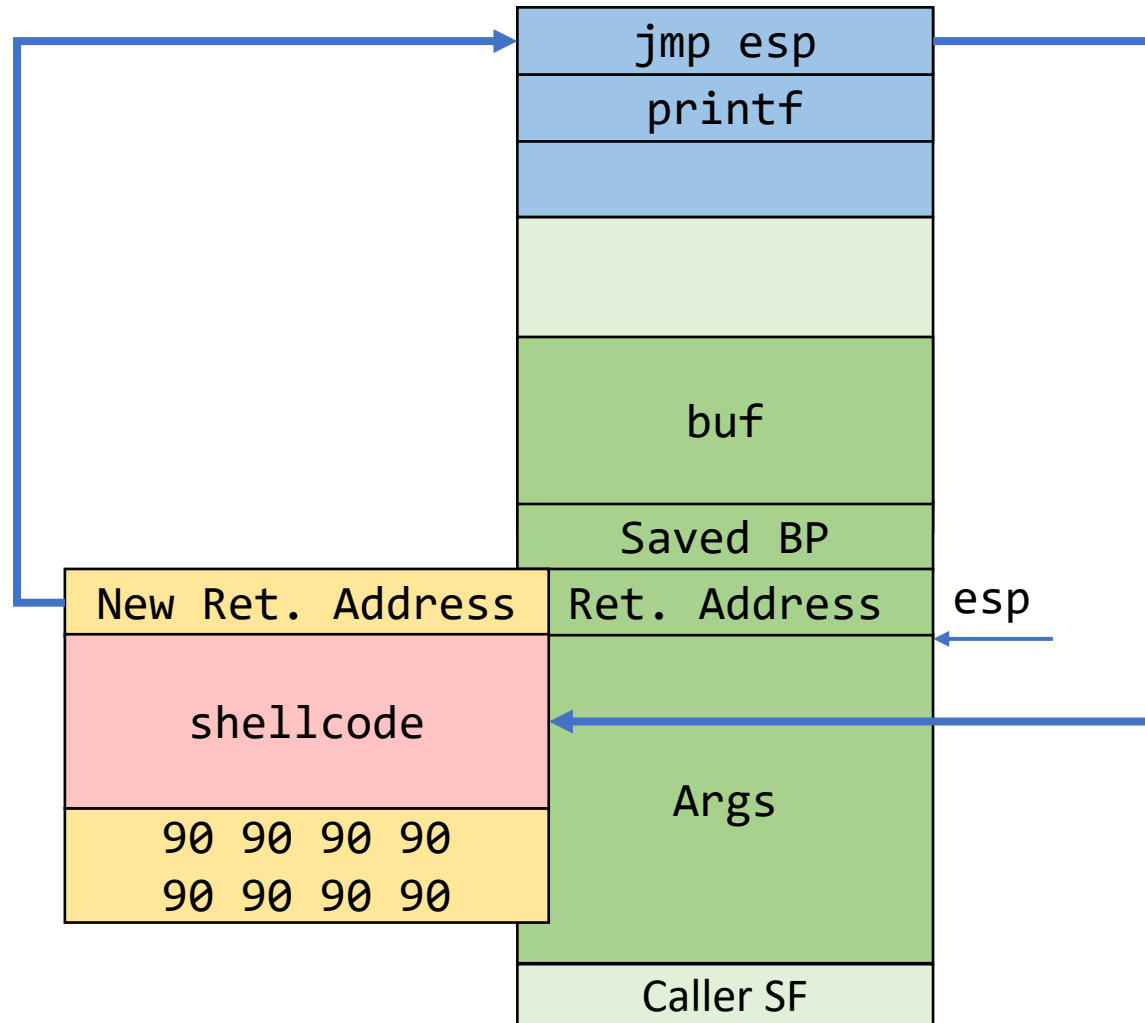 jmp esp
printf
buf
Saved BP
New Ret. Address
Ret. Address
esp
shellcode
Args
90 90 90 90
90 90 90 90
Caller SF